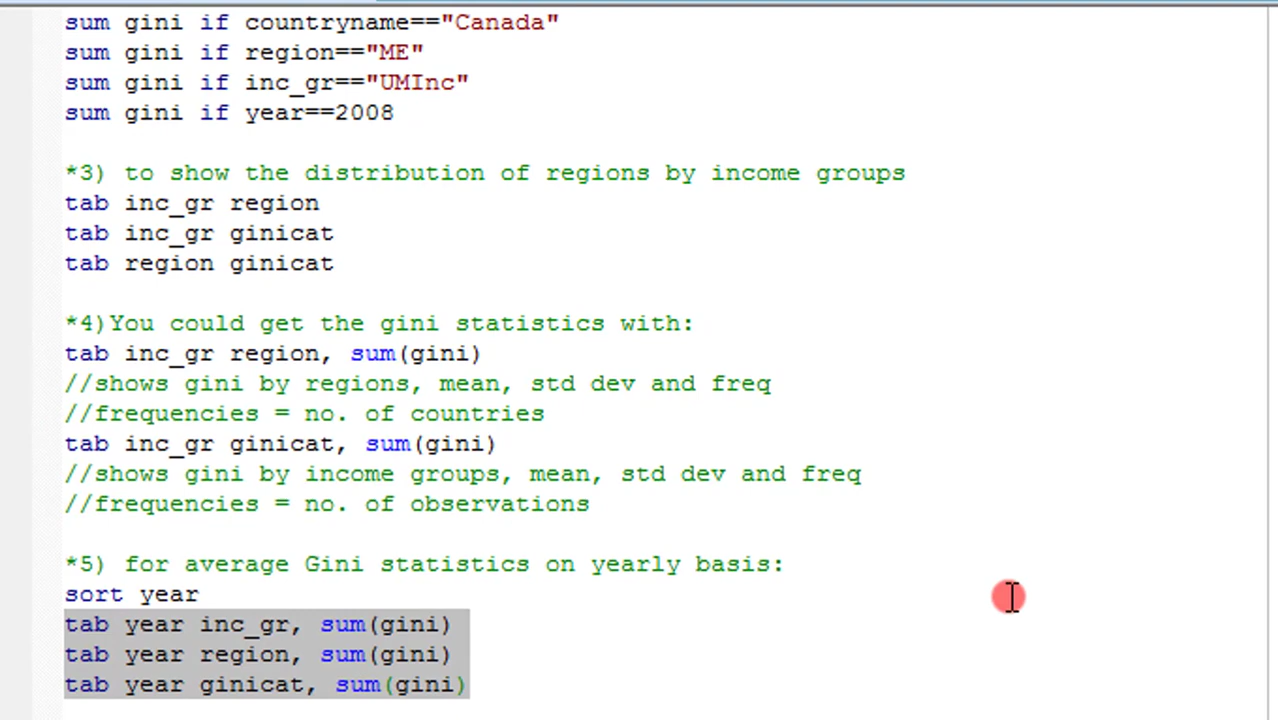 sum gini if countryname=="Canada"
sum gini if region=="ME"
sum gini if inc_gr=="UMInc"
sum gini if year==2008
*3) to show the distribution of regions by income groups
tab inc_gr region
tab inc_gr ginicat
tab region ginicat
*4)You could get the gini statistics with:
tab inc_gr region, sum(gini)
//shows gini by regions, mean, std dev and freq
//frequencies = no. of countries
tab inc_gr ginicat, sum(gini)
//shows gini by income groups, mean, std dev and freq
//frequencies = no. of observations
*5) for average Gini statistics on yearly basis:
sort year
tab year inc_gr, sum(gini)
tab year region, sum(gini)
tab year ginicat, sum(gini)